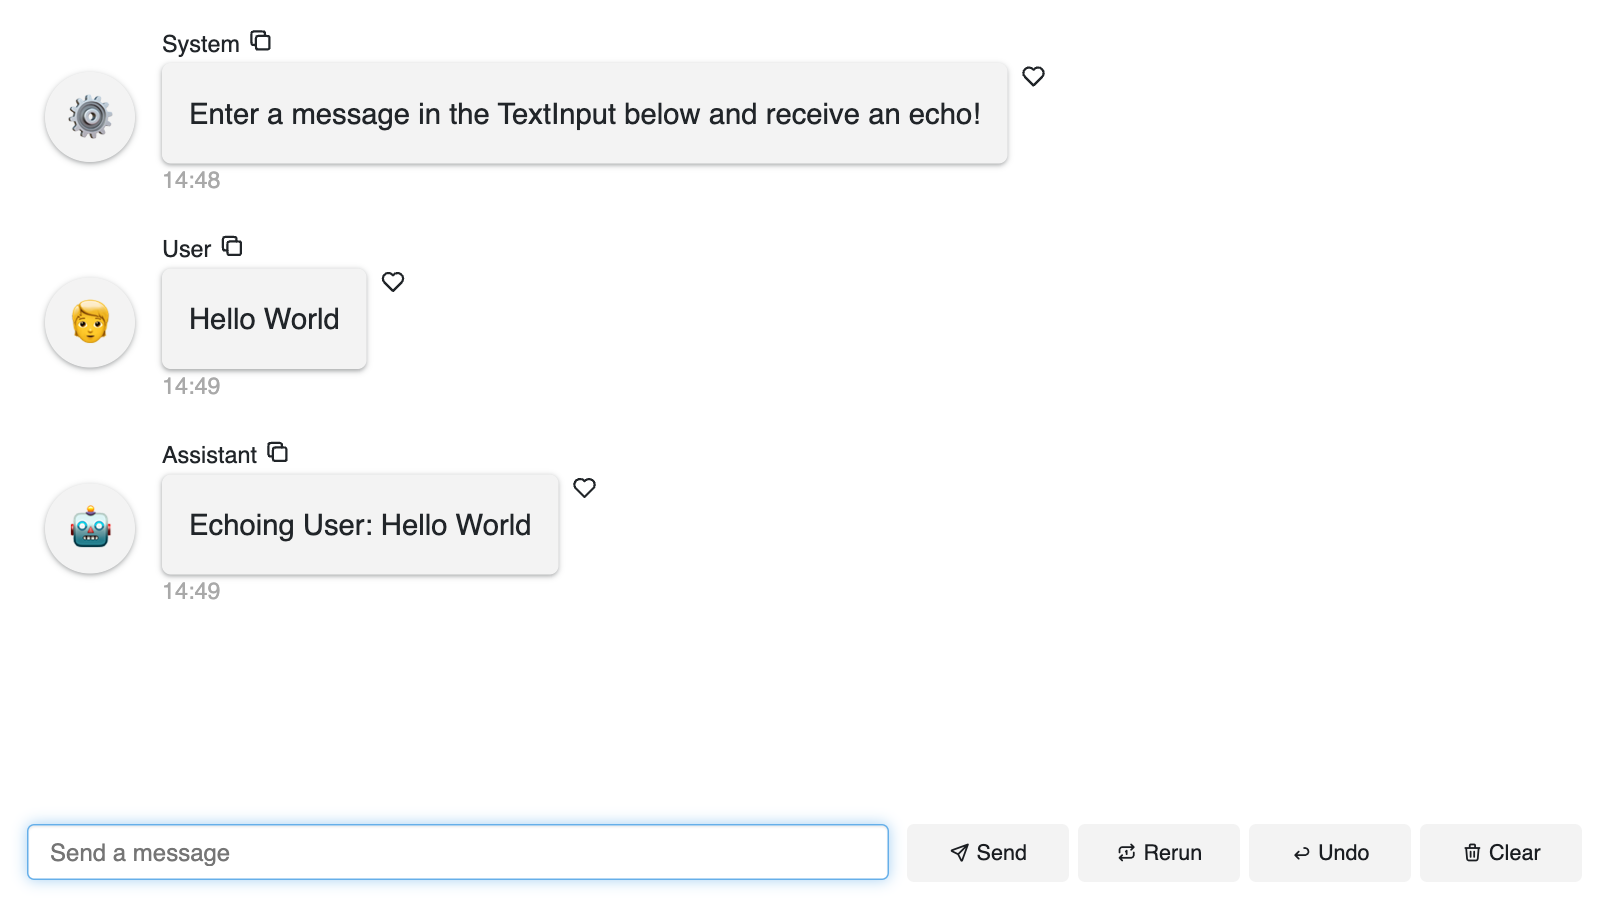 System
Enter a message in the TextInput below and receive an echo!
14:48
User
Hello World
14:49
Assistant
Echoing User: Hello World
14:49
Send a message
Send
Rerun
Undo
Clear